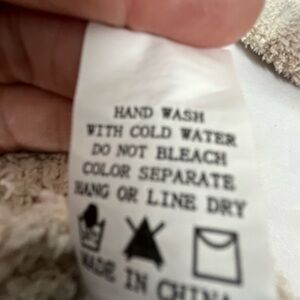 HAND WASH
WITH COLD WATER
DO NOT BLEACH
COLOR SEPARATE
HANG OR LINE DRY
MADE IN CHINA